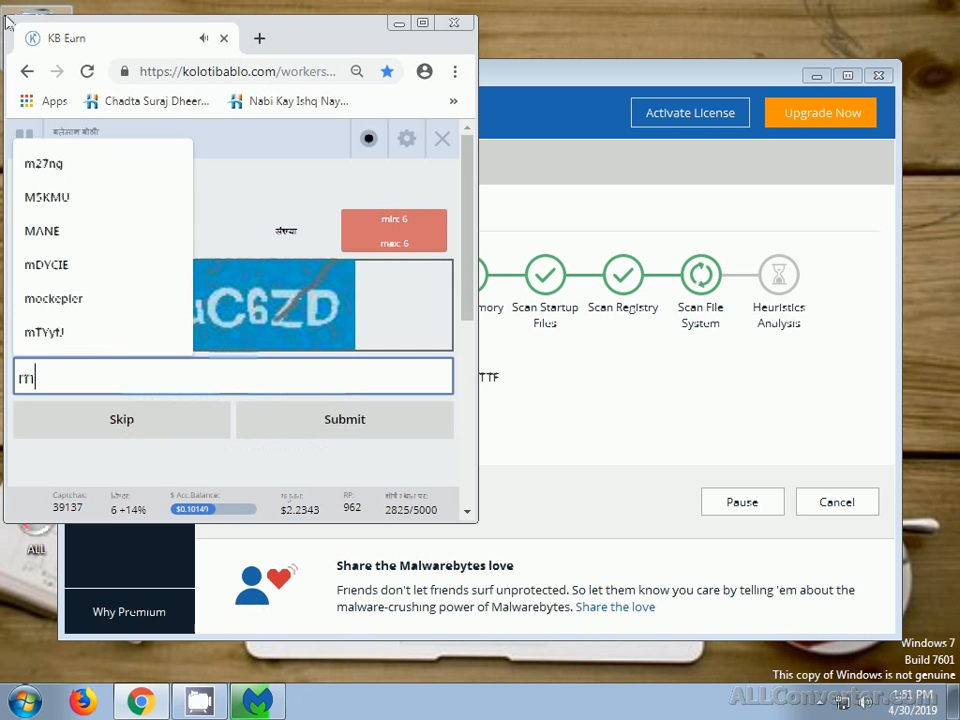 KB Earn
https://kolotibablo.com/workers...
Apps
Chadta Suraj Dheer...
Nabi Kay Ishq Nay...
»
Activate License
Upgrade Now
m27ng
M5KMU
MANE
mDYCIE
mockepler
mTYytJ
संख्या
min: 6
max: 6
uC6ZD
m
Skip
Submit
Captchas:
39137
6 +14%
$ Acc.Balance:
$0.10149
$2.2343
RP:
962
2825/5000
mory
Scan Startup
Files
Scan Registry
Scan File
System
Heuristics
Analysis
TTF
Pause
Cancel
ALL
Why Premium
Share the Malwarebytes love
Friends don't let friends surf unprotected. So let them know you care by telling 'em about the
malware-crushing power of Malwarebytes. Share the love
Windows 7
Build 7601
This copy of Windows is not genuine
ALLConverter.com
1:51 PM
4/30/2019